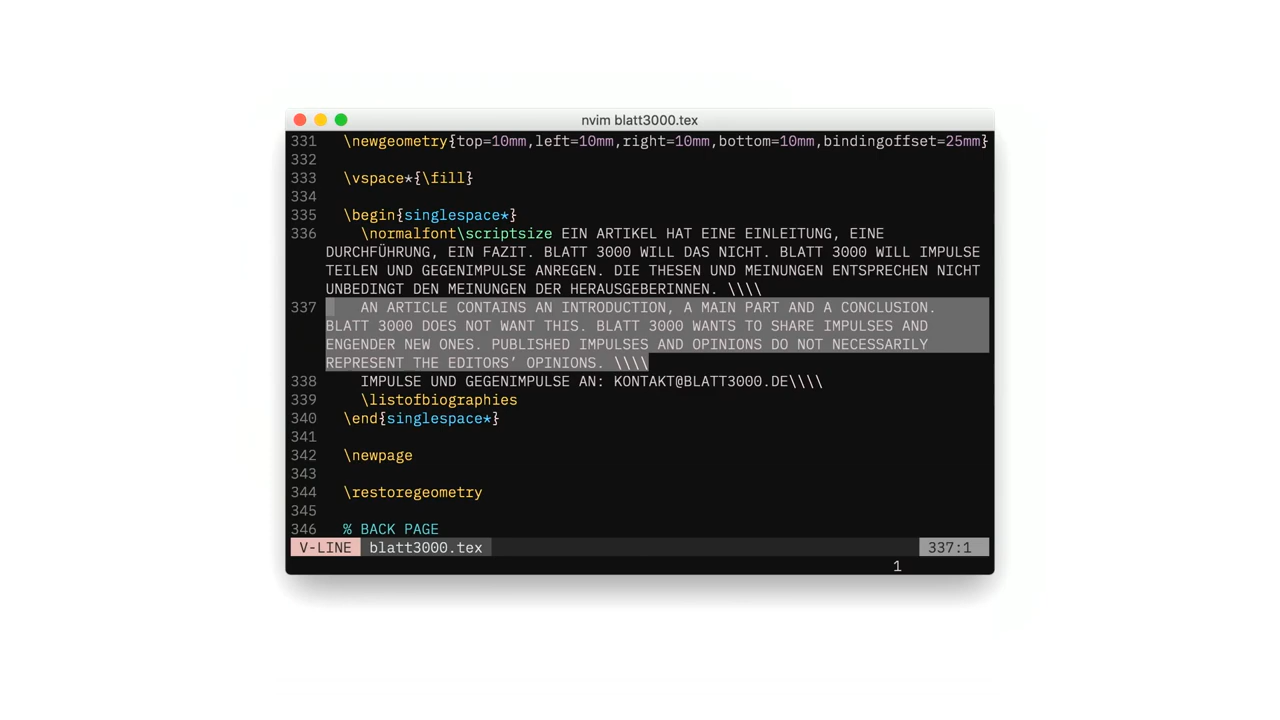 nvim blatt3000.tex
331 \newgeometry{top=10mm,left=10mm,right=10mm,bottom=10mm,bindingoffset=25mm}
332
333 \vspace*{\fill}
334
335 \begin{singlespace*}
336 \normalfont\scriptsize EIN ARTIKEL HAT EINE EINLEITUNG, EINE
DURCHFÜHRUNG, EIN FAZIT. BLATT 3000 WILL DAS NICHT. BLATT 3000 WILL IMPULSE
TEILEN UND GEGENIMPULSE ANREGEN. DIE THESEN UND MEINUNGEN ENTSPRECHEN NICHT
UNBEDINGT DEN MEINUNGEN DER HERAUSGEBERINNEN. \\\\
337 AN ARTICLE CONTAINS AN INTRODUCTION, A MAIN PART AND A CONCLUSION.
BLATT 3000 DOES NOT WANT THIS. BLATT 3000 WANTS TO SHARE IMPULSES AND
ENGENDER NEW ONES. PUBLISHED IMPULSES AND OPINIONS DO NOT NECESSARILY
REPRESENT THE EDITORS’ OPINIONS. \\\\
338 IMPULSE UND GEGENIMPULSE AN: KONTAKT@BLATT3000.DE\\\\
339 \listofbiographies
340 \end{singlespace*}
341
342 \newpage
343
344 \restoregeometry
345
346 % BACK PAGE
V-LINE blatt3000.tex 337:1
1